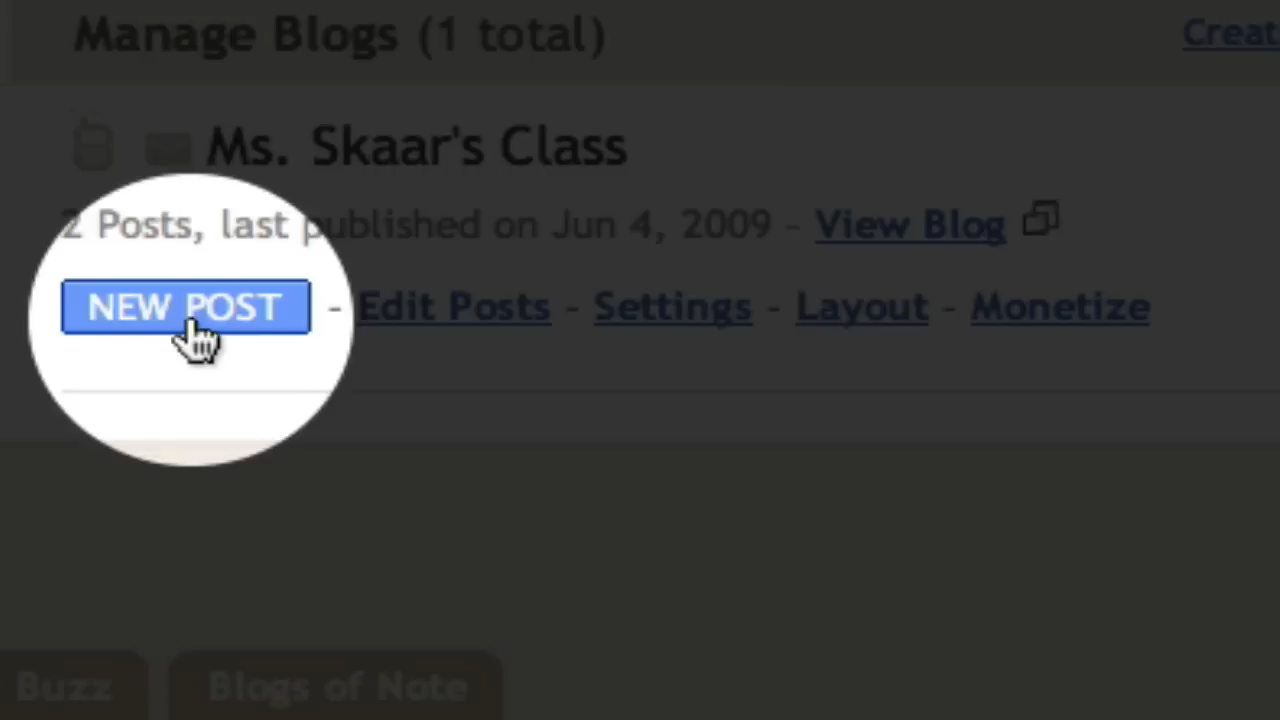 Manage Blogs (1 total)
Creat
Ms. Skaar's Class
2 Posts, last published on Jun 4, 2009 - View Blog
NEW POST - Edit Posts - Settings - Layout - Monetize
Buzz
Blogs of Note